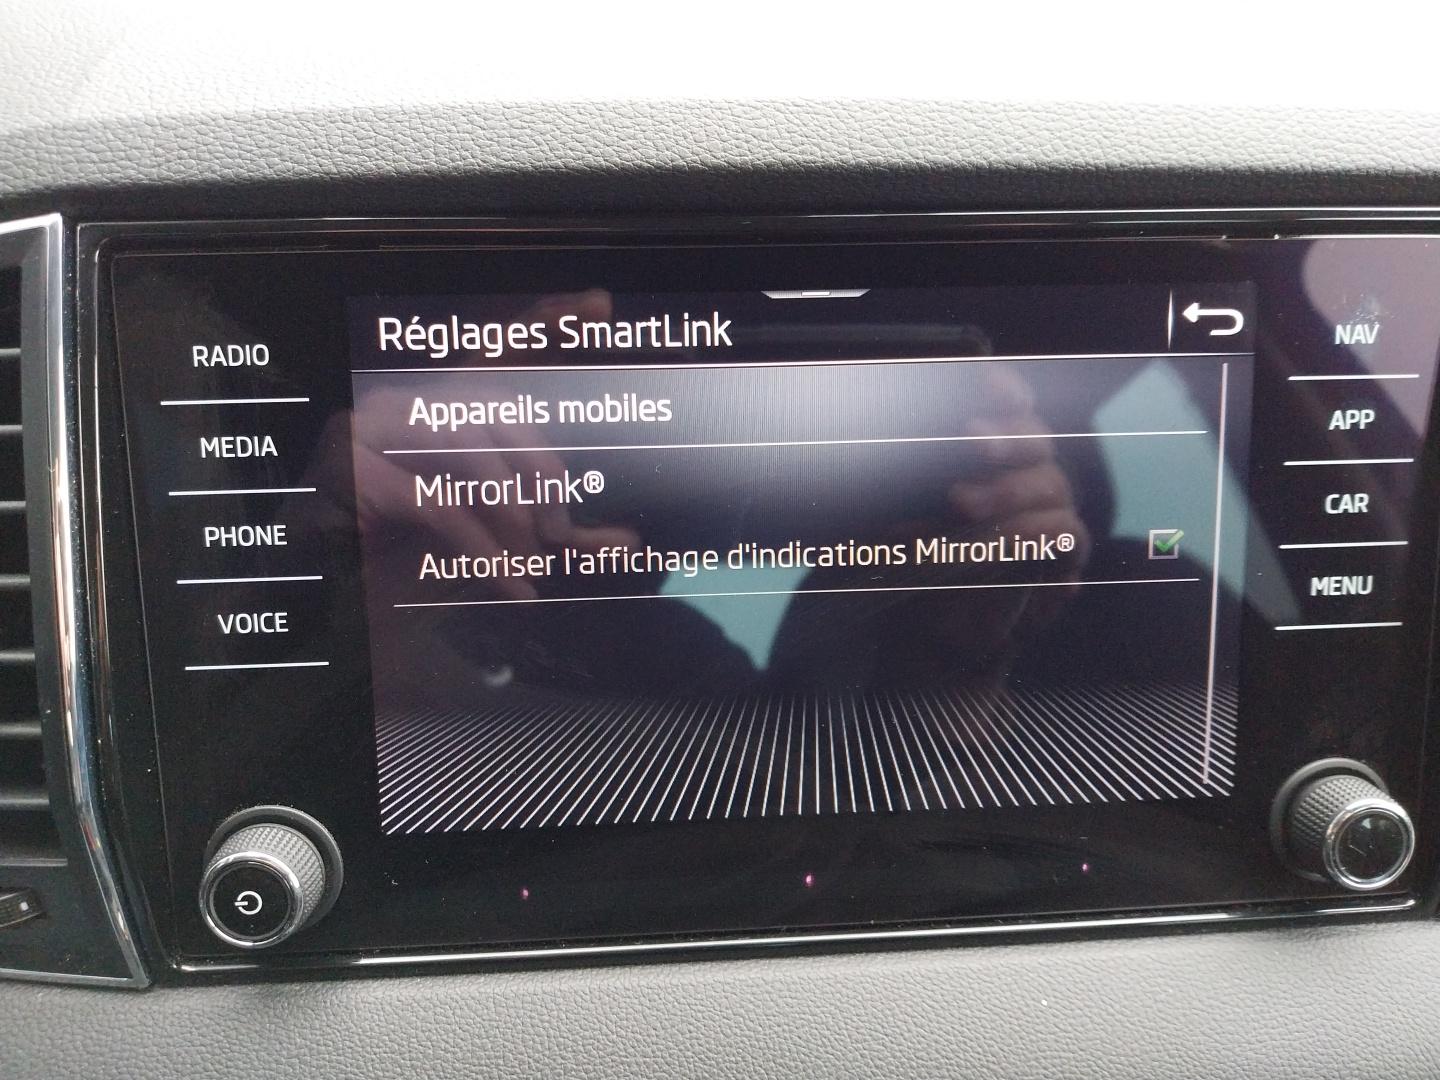 Réglages SmartLink
Appareils mobiles
MirrorLink®
Autoriser l'affichage d'indications MirrorLink®
RADIO
MEDIA
PHONE
VOICE
NAV
APP
CAR
MENU